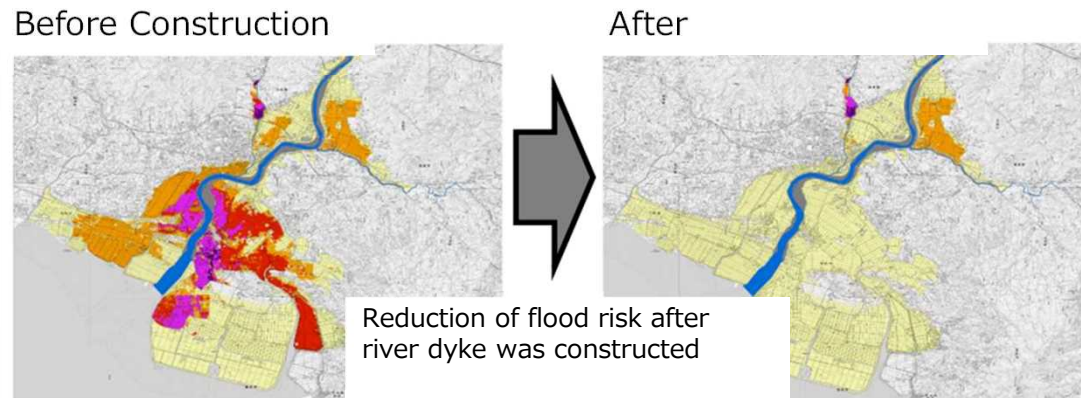 Before Construction
After
Reduction of flood risk after
river dyke was constructed